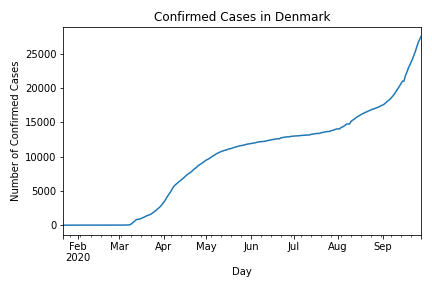 Confirmed Cases in Denmark
Number of Confirmed Cases
25000
20000
15000
10000
5000
0
Feb Mar Apr May Jun Jul Aug Sep
2020
Day